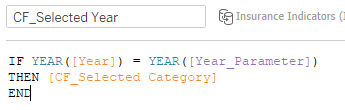 CF_Selected Year
Insurance Indicators (I
IF YEAR([Year]) = YEAR([Year_Parameter])
THEN [CF_Selected Category]
END